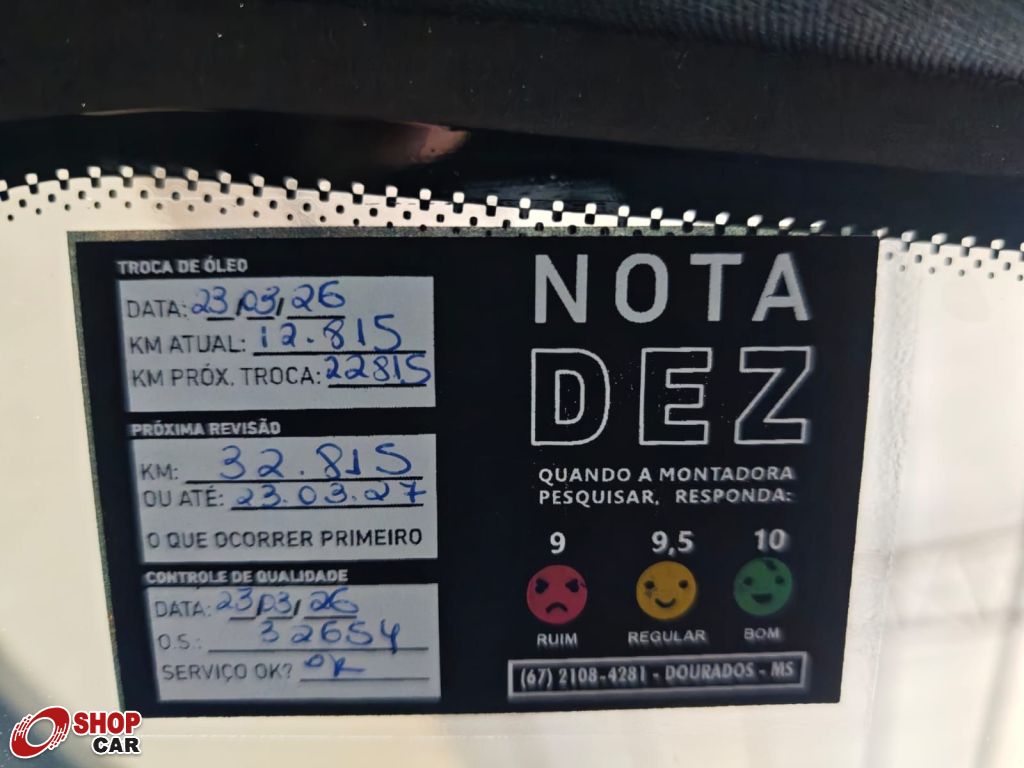 TROCA DE ÓLEO
DATA: 23/03/26
KM ATUAL: 12.815
KM PRÓX. TROCA: 22815
PRÓXIMA REVISÃO
KM: 32.815
OU ATÉ: 23.03.27
O QUE OCORRER PRIMEIRO
CONTROLE DE QUALIDADE
DATA: 23/03/26
O.S.: 32654
SERVIÇO OK? OK
NOTA
DEZ
QUANDO A MONTADORA
PESQUISAR, RESPONDA:
9 9,5 10
RUIM REGULAR BOM
(67) 2108-4281 - DOURADOS - MS
SHOP
CAR